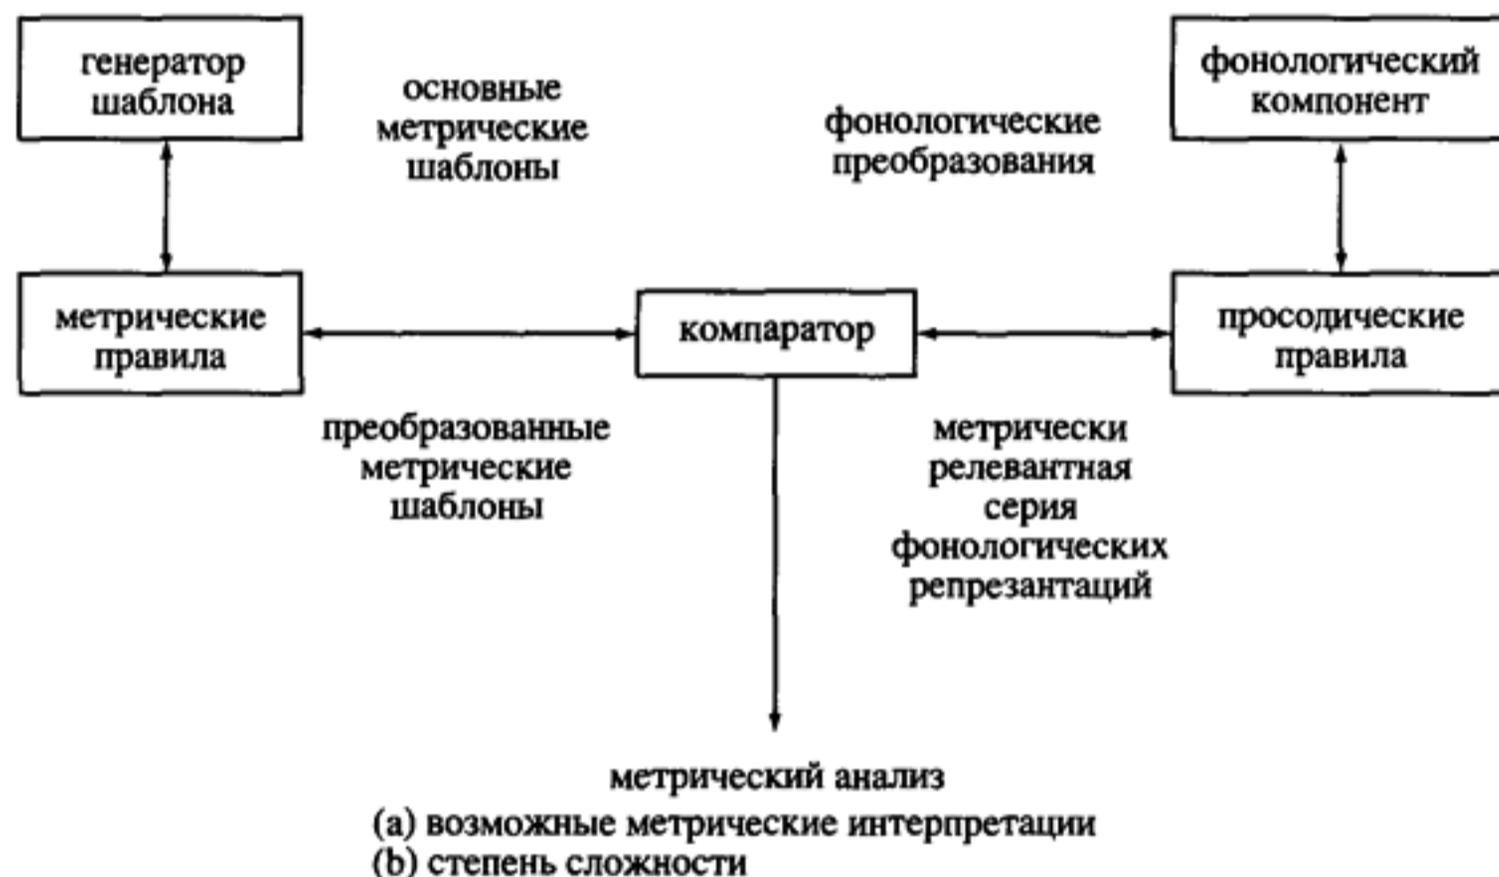 генератор
шаблона
основные
метрические
шаблоны
фонологические
преобразования
фонологический
компонент
метрические
правила
компаратор
просодические
правила
преобразованные
метрические
шаблоны
метрически
релевантная
серия
фонологических
репрезантаций
метрический анализ
(a) возможные метрические интерпретации
(b) степень сложности